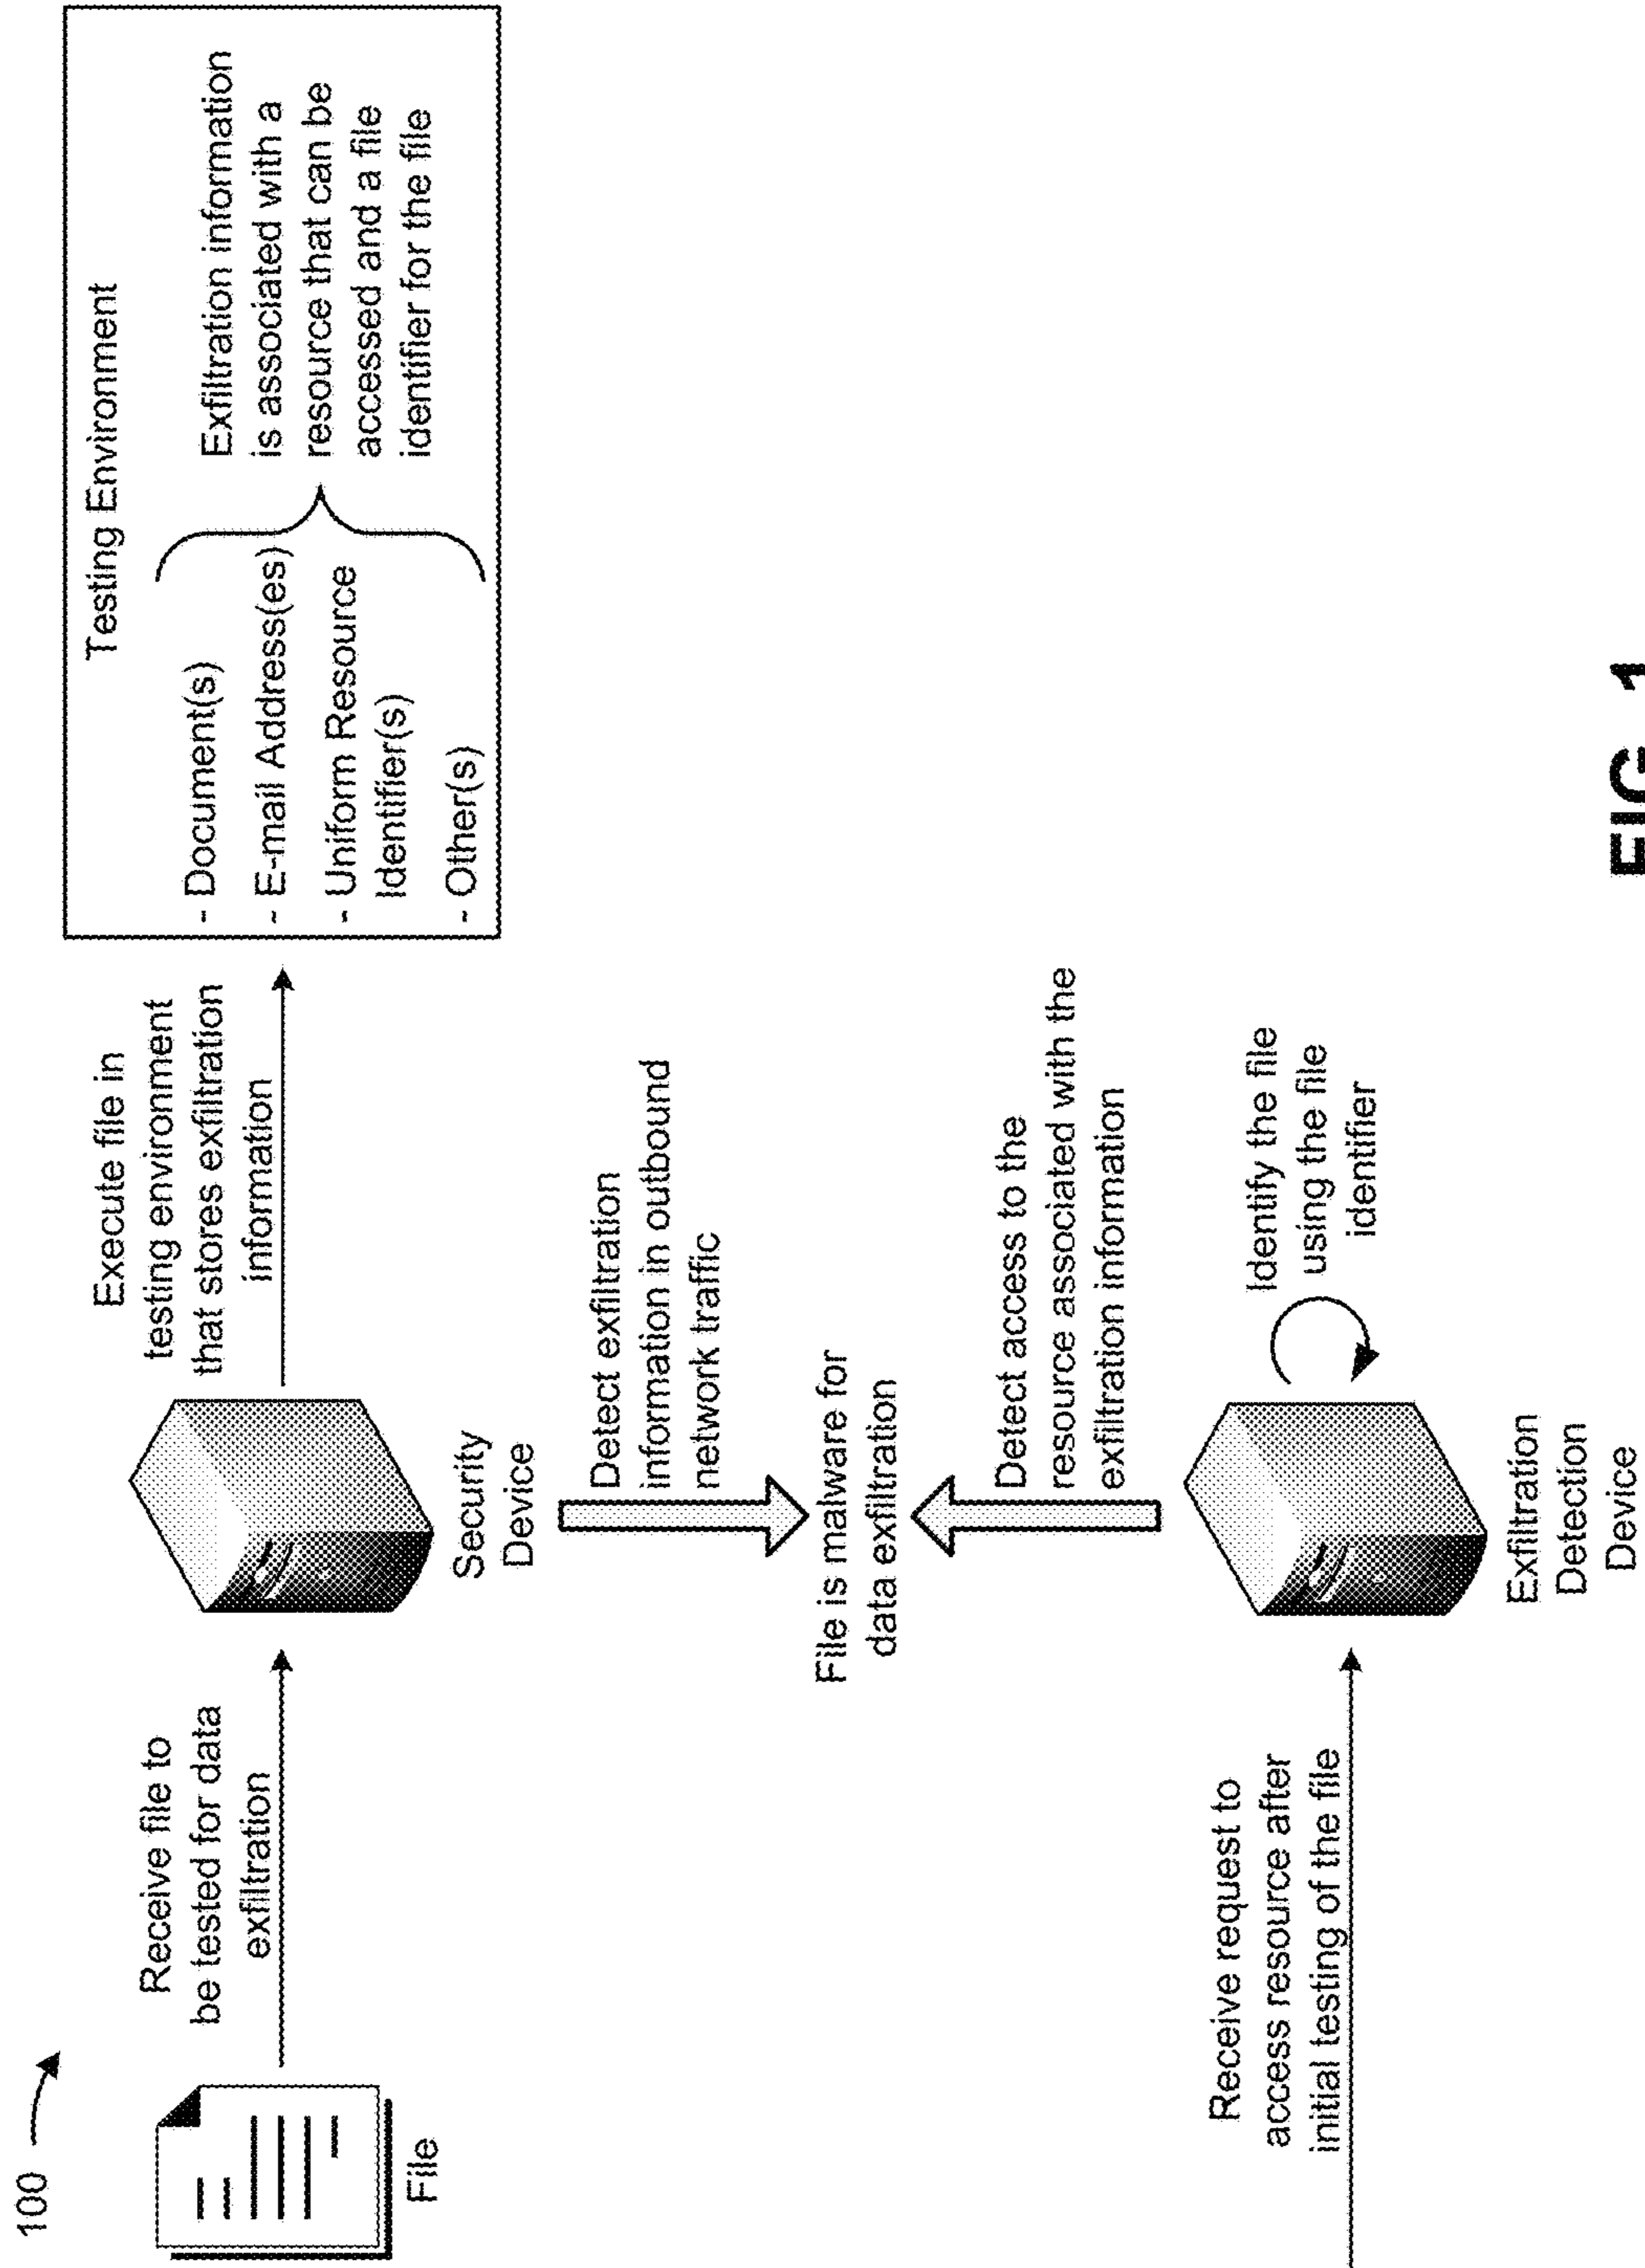 100
File
Receive file to
be tested for data
exfiltration
Security
Device
Execute file in
testing environment
that stores exfiltration
information
Testing Environment
- Document(s)
- E-mail Address(es)
- Uniform Resource
Identifier(s)
- Other(s)
Exfiltration information
is associated with a
resource that can be
accessed and a file
identifier for the file
Detect exfiltration
information in outbound
network traffic
File is malware for
data exfiltration
Detect access to the
resource associated with the
exfiltration information
Receive request to
access resource after
initial testing of the file
Exfiltration
Detection
Device
Identify the file
using the file
identifier
FIG. 1